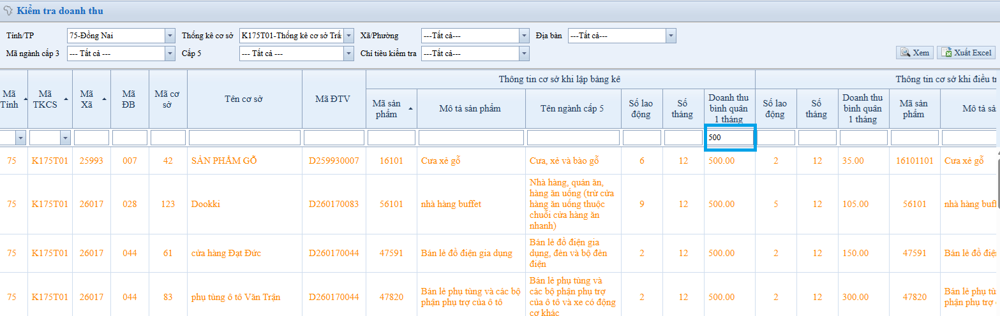 Kiểm tra doanh thu
Tỉnh/TP 75-Đồng Nai Thống kê cơ sở K175T01-Thống kê cơ sở Trả Xã/Phường ---Tất cả--- Địa bàn ---Tất cả---
Mã ngành cấp 3 --- Tất cả --- Cấp 5 --- Tất cả --- Chỉ tiêu kiểm tra ---Tất cả--- Xem Xuất Excel
Mã Tỉnh
Mã TKCS
Mã Xã
Mã ĐB
Mã cơ sở
Tên cơ sở
Mã ĐTV
Thông tin cơ sở khi lập bảng kê
Mã sản phẩm
Mô tả sản phẩm
Tên ngành cấp 5
Số lao động
Số tháng
Doanh thu bình quân 1 tháng
Thông tin cơ sở khi điều tr
Số lao động
Số tháng
Doanh thu bình quân 1 tháng
Mã sản phẩm
Mô tả sả
500
75 K175T01 25993 007 42 SẢN PHẨM GỖ D259930007 16101 Cưa xẻ gỗ Cưa, xẻ và bào gỗ 6 12 500.00 2 12 35.00 16101101 Cưa xẻ gỗ
75 K175T01 26017 028 123 Dookki D260170083 56101 nhà hàng buffet
Nhà hàng, quán ăn,
hàng ăn uống (trừ cửa
hàng ăn uống thuộc
chuỗi cửa hàng ăn
nhanh)
9 12 500.00 5 12 105.00 56101 nhà hàng buff
75 K175T01 26017 044 61 cửa hàng Đạt Đức D260170044 47591 Bán lẻ đồ điện gia dụng
Bán lẻ đồ điện gia
dụng, đèn và bộ đèn
điện
2 12 500.00 2 12 150.00 47591 Bán lẻ đồ điệ
75 K175T01 26017 044 83 phụ tùng ô tô Văn Trận D260170044 47820
Bán lẻ phụ tùng và các bộ
phận phụ trợ của ô tô
Bán lẻ phụ tùng và
các bộ phận phụ trợ
của ô tô và xe có động
cơ khác
2 12 500.00 2 12 300.00 47820
Bán lẻ phụ tù
phận phụ trợ c